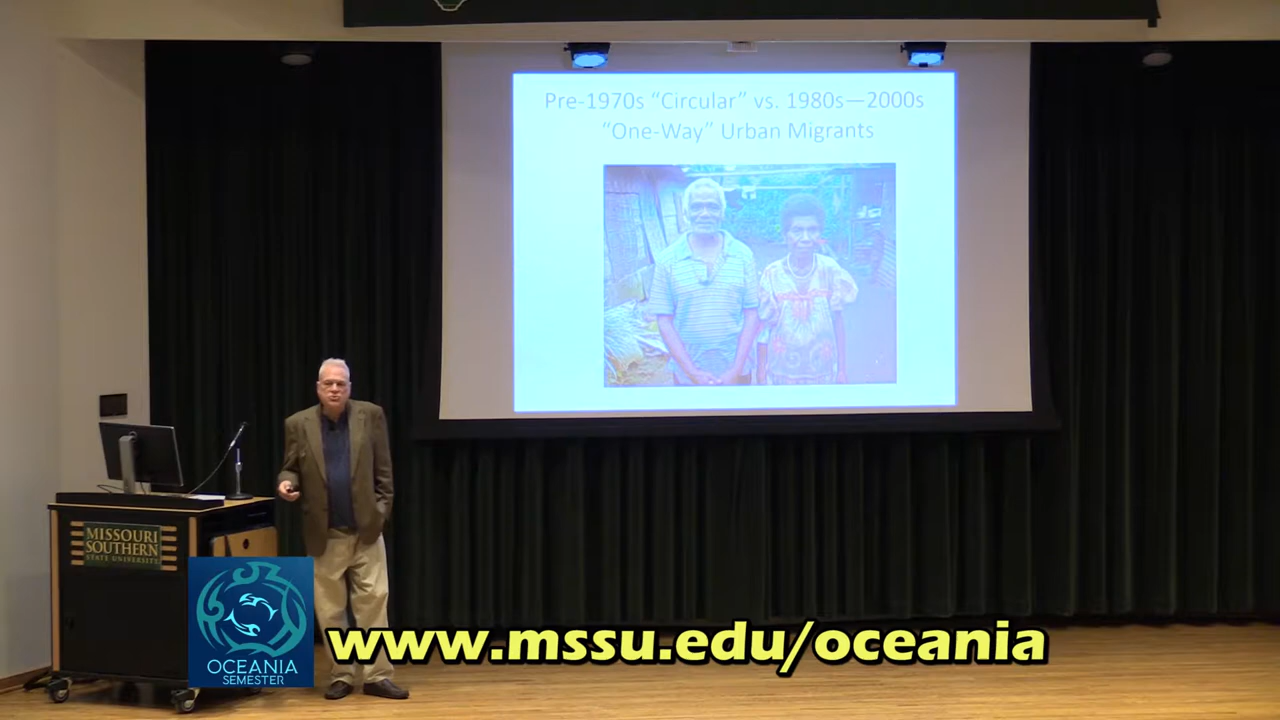 Pre-1970s “Circular” vs. 1980s—2000s
“One-Way” Urban Migrants
MISSOURI
SOUTHERN
STATE UNIVERSITY
OCEANIA
SEMESTER
www.mssu.edu/oceania